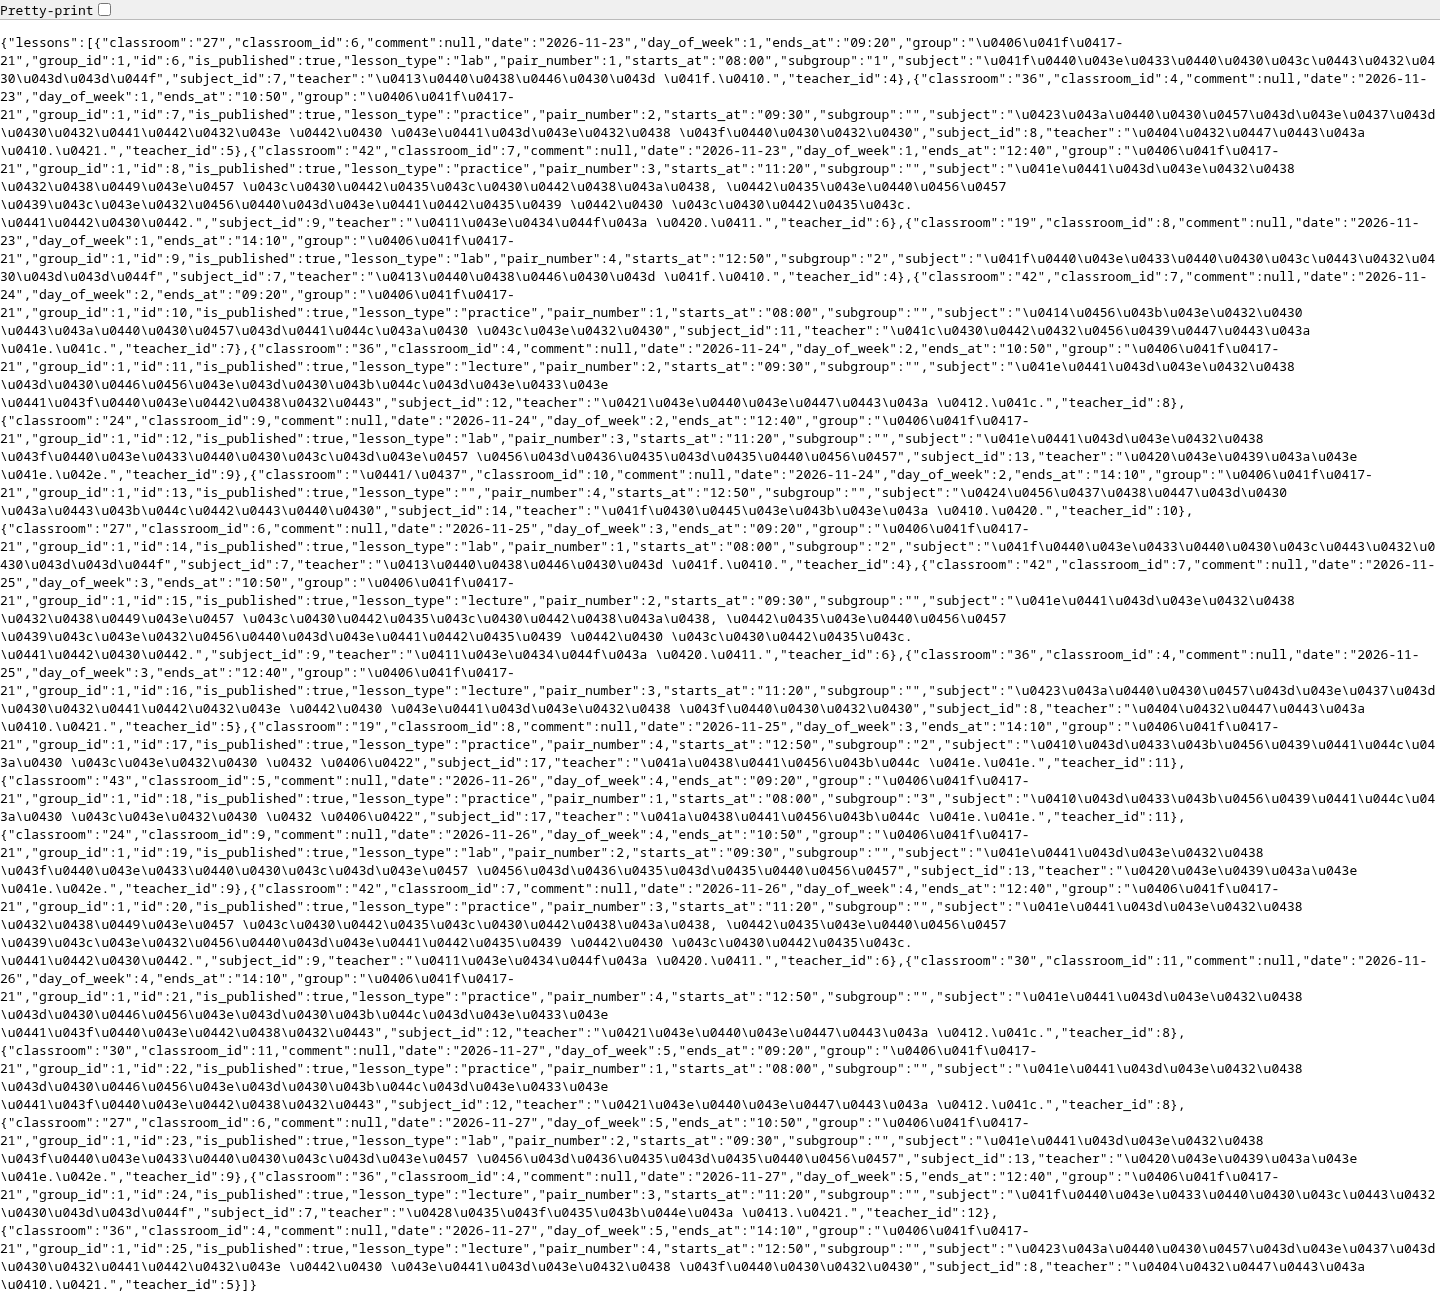 Pretty-print
{"lessons":[{"classroom":"27","classroom_id":6,"comment":null,"date":"2026-11-23","day_of_week":1,"ends_at":"09:20","group":"\u0406\u041f\u0417-
21","group_id":1,"id":6,"is_published":true,"lesson_type":"lab","pair_number":1,"starts_at":"08:00","subgroup":"1","subject":"\u041f\u0440\u043e\u0433\u0440\u0430\u043c\u0443\u0432\u04
30\u043d\u043d\u044f","subject_id":7,"teacher":"\u0413\u0440\u0438\u0446\u0430\u043d \u041f.\u0410.","teacher_id":4},{"classroom":"36","classroom_id":4,"comment":null,"date":"2026-11-
23","day_of_week":1,"ends_at":"10:50","group":"\u0406\u041f\u0417-
21","group_id":1,"id":7,"is_published":true,"lesson_type":"practice","pair_number":2,"starts_at":"09:30","subgroup":"","subject":"\u0423\u043a\u0440\u0430\u0457\u043d\u043e\u0437\u043d
\u0430\u0432\u0441\u0442\u0432\u043e \u0442\u0430 \u043e\u0441\u043d\u043e\u0432\u0438 \u043f\u0440\u0430\u0432\u0430","subject_id":8,"teacher":"\u0404\u0432\u0447\u0443\u043a
\u0410.\u0421.","teacher_id":5},{"classroom":"42","classroom_id":7,"comment":null,"date":"2026-11-23","day_of_week":1,"ends_at":"12:40","group":"\u0406\u041f\u0417-
21","group_id":1,"id":8,"is_published":true,"lesson_type":"practice","pair_number":3,"starts_at":"11:20","subgroup":"","subject":"\u041e\u0441\u043d\u043e\u0432\u0438
\u0432\u0438\u0449\u043e\u0457 \u043c\u0430\u0442\u0435\u043c\u0430\u0442\u0438\u043a\u0438, \u0442\u0435\u043e\u0440\u0456\u0457
\u0439\u043c\u043e\u0432\u0456\u0440\u043d\u043e\u0441\u0442\u0435\u0439 \u0442\u0430 \u043c\u0430\u0442\u0435\u043c.
\u0441\u0442\u0430\u0442.","subject_id":9,"teacher":"\u0411\u043e\u0434\u044f\u043a \u0420.\u0411.","teacher_id":6},{"classroom":"19","classroom_id":8,"comment":null,"date":"2026-11-
23","day_of_week":1,"ends_at":"14:10","group":"\u0406\u041f\u0417-
21","group_id":1,"id":9,"is_published":true,"lesson_type":"lab","pair_number":4,"starts_at":"12:50","subgroup":"2","subject":"\u041f\u0440\u043e\u0433\u0440\u0430\u043c\u0443\u0432\u04
30\u043d\u043d\u044f","subject_id":7,"teacher":"\u0413\u0440\u0438\u0446\u0430\u043d \u041f.\u0410.","teacher_id":4},{"classroom":"42","classroom_id":7,"comment":null,"date":"2026-11-
24","day_of_week":2,"ends_at":"09:20","group":"\u0406\u041f\u0417-
21","group_id":1,"id":10,"is_published":true,"lesson_type":"practice","pair_number":1,"starts_at":"08:00","subgroup":"","subject":"\u0414\u0456\u043b\u043e\u0432\u0430
\u0443\u043a\u0440\u0430\u0457\u043d\u0441\u044c\u043a\u0430 \u043c\u043e\u0432\u0430","subject_id":11,"teacher":"\u041c\u0430\u0442\u0432\u0456\u0439\u0447\u0443\u043a
\u041e.\u041c.","teacher_id":7},{"classroom":"36","classroom_id":4,"comment":null,"date":"2026-11-24","day_of_week":2,"ends_at":"10:50","group":"\u0406\u041f\u0417-
21","group_id":1,"id":11,"is_published":true,"lesson_type":"lecture","pair_number":2,"starts_at":"09:30","subgroup":"","subject":"\u041e\u0441\u043d\u043e\u0432\u0438
\u043d\u0430\u0446\u0456\u043e\u043d\u0430\u043b\u044c\u043d\u043e\u0433\u043e
\u0441\u043f\u0440\u043e\u0442\u0438\u0432\u0443","subject_id":12,"teacher":"\u0421\u043e\u0440\u043e\u0447\u0443\u043a \u0412.\u041c.","teacher_id":8},
{"classroom":"24","classroom_id":9,"comment":null,"date":"2026-11-24","day_of_week":2,"ends_at":"12:40","group":"\u0406\u041f\u0417-
21","group_id":1,"id":12,"is_published":true,"lesson_type":"lab","pair_number":3,"starts_at":"11:20","subgroup":"","subject":"\u041e\u0441\u043d\u043e\u0432\u0438
\u043f\u0440\u043e\u0433\u0440\u0430\u043c\u043d\u043e\u0457 \u0456\u043d\u0436\u0435\u043d\u0435\u0440\u0456\u0457","subject_id":13,"teacher":"\u0420\u043e\u0439\u043a\u043e
\u041e.\u042e.","teacher_id":9},{"classroom":"\u0441/\u0437","classroom_id":10,"comment":null,"date":"2026-11-24","day_of_week":2,"ends_at":"14:10","group":"\u0406\u041f\u0417-
21","group_id":1,"id":13,"is_published":true,"lesson_type":"","pair_number":4,"starts_at":"12:50","subgroup":"","subject":"\u0424\u0456\u0437\u0438\u0447\u043d\u0430
\u043a\u0443\u043b\u044c\u0442\u0443\u0440\u0430","subject_id":14,"teacher":"\u041f\u0430\u0445\u043e\u043b\u043e\u043a \u0410.\u0420.","teacher_id":10},
{"classroom":"27","classroom_id":6,"comment":null,"date":"2026-11-25","day_of_week":3,"ends_at":"09:20","group":"\u0406\u041f\u0417-
21","group_id":1,"id":14,"is_published":true,"lesson_type":"lab","pair_number":1,"starts_at":"08:00","subgroup":"2","subject":"\u041f\u0440\u043e\u0433\u0440\u0430\u043c\u0443\u0432\u0
430\u043d\u043d\u044f","subject_id":7,"teacher":"\u0413\u0440\u0438\u0446\u0430\u043d \u041f.\u0410.","teacher_id":4},{"classroom":"42","classroom_id":7,"comment":null,"date":"2026-11-
25","day_of_week":3,"ends_at":"10:50","group":"\u0406\u041f\u0417-
21","group_id":1,"id":15,"is_published":true,"lesson_type":"lecture","pair_number":2,"starts_at":"09:30","subgroup":"","subject":"\u041e\u0441\u043d\u043e\u0432\u0438
\u0432\u0438\u0449\u043e\u0457 \u043c\u0430\u0442\u0435\u043c\u0430\u0442\u0438\u043a\u0438, \u0442\u0435\u043e\u0440\u0456\u0457
\u0439\u043c\u043e\u0432\u0456\u0440\u043d\u043e\u0441\u0442\u0435\u0439 \u0442\u0430 \u043c\u0430\u0442\u0435\u043c.
\u0441\u0442\u0430\u0442.","subject_id":9,"teacher":"\u0411\u043e\u0434\u044f\u043a \u0420.\u0411.","teacher_id":6},{"classroom":"36","classroom_id":4,"comment":null,"date":"2026-11-
25","day_of_week":3,"ends_at":"12:40","group":"\u0406\u041f\u0417-
21","group_id":1,"id":16,"is_published":true,"lesson_type":"lecture","pair_number":3,"starts_at":"11:20","subgroup":"","subject":"\u0423\u043a\u0440\u0430\u0457\u043d\u043e\u0437\u043d
\u0430\u0432\u0441\u0442\u0432\u043e \u0442\u0430 \u043e\u0441\u043d\u043e\u0432\u0438 \u043f\u0440\u0430\u0432\u0430","subject_id":8,"teacher":"\u0404\u0432\u0447\u0443\u043a
\u0410.\u0421.","teacher_id":5},{"classroom":"19","classroom_id":8,"comment":null,"date":"2026-11-25","day_of_week":3,"ends_at":"14:10","group":"\u0406\u041f\u0417-
21","group_id":1,"id":17,"is_published":true,"lesson_type":"practice","pair_number":4,"starts_at":"12:50","subgroup":"2","subject":"\u0410\u043d\u0433\u043b\u0456\u0439\u0441\u044c\u04
3a\u0430 \u043c\u043e\u0432\u0430 \u0432 \u0406\u0422","subject_id":17,"teacher":"\u041a\u0438\u0441\u0456\u043b\u044c \u041e.\u041e.","teacher_id":11},
{"classroom":"43","classroom_id":5,"comment":null,"date":"2026-11-26","day_of_week":4,"ends_at":"09:20","group":"\u0406\u041f\u0417-
21","group_id":1,"id":18,"is_published":true,"lesson_type":"practice","pair_number":1,"starts_at":"08:00","subgroup":"3","subject":"\u0410\u043d\u0433\u043b\u0456\u0439\u0441\u044c\u04
3a\u0430 \u043c\u043e\u0432\u0430 \u0432 \u0406\u0422","subject_id":17,"teacher":"\u041a\u0438\u0441\u0456\u043b\u044c \u041e.\u041e.","teacher_id":11},
{"classroom":"24","classroom_id":9,"comment":null,"date":"2026-11-26","day_of_week":4,"ends_at":"10:50","group":"\u0406\u041f\u0417-
21","group_id":1,"id":19,"is_published":true,"lesson_type":"lab","pair_number":2,"starts_at":"09:30","subgroup":"","subject":"\u041e\u0441\u043d\u043e\u0432\u0438
\u043f\u0440\u043e\u0433\u0440\u0430\u043c\u043d\u043e\u0457 \u0456\u043d\u0436\u0435\u043d\u0435\u0440\u0456\u0457","subject_id":13,"teacher":"\u0420\u043e\u0439\u043a\u043e
\u041e.\u042e.","teacher_id":9},{"classroom":"42","classroom_id":7,"comment":null,"date":"2026-11-26","day_of_week":4,"ends_at":"12:40","group":"\u0406\u041f\u0417-
21","group_id":1,"id":20,"is_published":true,"lesson_type":"practice","pair_number":3,"starts_at":"11:20","subgroup":"","subject":"\u041e\u0441\u043d\u043e\u0432\u0438
\u0432\u0438\u0449\u043e\u0457 \u043c\u0430\u0442\u0435\u043c\u0430\u0442\u0438\u043a\u0438, \u0442\u0435\u043e\u0440\u0456\u0457
\u0439\u043c\u043e\u0432\u0456\u0440\u043d\u043e\u0441\u0442\u0435\u0439 \u0442\u0430 \u043c\u0430\u0442\u0435\u043c.
\u0441\u0442\u0430\u0442.","subject_id":9,"teacher":"\u0411\u043e\u0434\u044f\u043a \u0420.\u0411.","teacher_id":6},{"classroom":"30","classroom_id":11,"comment":null,"date":"2026-11-
26","day_of_week":4,"ends_at":"14:10","group":"\u0406\u041f\u0417-
21","group_id":1,"id":21,"is_published":true,"lesson_type":"practice","pair_number":4,"starts_at":"12:50","subgroup":"","subject":"\u041e\u0441\u043d\u043e\u0432\u0438
\u043d\u0430\u0446\u0456\u043e\u043d\u0430\u043b\u044c\u043d\u043e\u0433\u043e
\u0441\u043f\u0440\u043e\u0442\u0438\u0432\u0443","subject_id":12,"teacher":"\u0421\u043e\u0440\u043e\u0447\u0443\u043a \u0412.\u041c.","teacher_id":8},
{"classroom":"30","classroom_id":11,"comment":null,"date":"2026-11-27","day_of_week":5,"ends_at":"09:20","group":"\u0406\u041f\u0417-
21","group_id":1,"id":22,"is_published":true,"lesson_type":"practice","pair_number":1,"starts_at":"08:00","subgroup":"","subject":"\u041e\u0441\u043d\u043e\u0432\u0438
\u043d\u0430\u0446\u0456\u043e\u043d\u0430\u043b\u044c\u043d\u043e\u0433\u043e
\u0441\u043f\u0440\u043e\u0442\u0438\u0432\u0443","subject_id":12,"teacher":"\u0421\u043e\u0440\u043e\u0447\u0443\u043a \u0412.\u041c.","teacher_id":8},
{"classroom":"27","classroom_id":6,"comment":null,"date":"2026-11-27","day_of_week":5,"ends_at":"10:50","group":"\u0406\u041f\u0417-
21","group_id":1,"id":23,"is_published":true,"lesson_type":"lab","pair_number":2,"starts_at":"09:30","subgroup":"","subject":"\u041e\u0441\u043d\u043e\u0432\u0438
\u043f\u0440\u043e\u0433\u0440\u0430\u043c\u043d\u043e\u0457 \u0456\u043d\u0436\u0435\u043d\u0435\u0440\u0456\u0457","subject_id":13,"teacher":"\u0420\u043e\u0439\u043a\u043e
\u041e.\u042e.","teacher_id":9},{"classroom":"36","classroom_id":4,"comment":null,"date":"2026-11-27","day_of_week":5,"ends_at":"12:40","group":"\u0406\u041f\u0417-
21","group_id":1,"id":24,"is_published":true,"lesson_type":"lecture","pair_number":3,"starts_at":"11:20","subgroup":"","subject":"\u041f\u0440\u043e\u0433\u0440\u0430\u043c\u0443\u0432
\u0430\u043d\u043d\u044f","subject_id":7,"teacher":"\u0428\u0435\u043f\u0435\u043b\u044e\u043a \u0413.\u0421.","teacher_id":12},
{"classroom":"36","classroom_id":4,"comment":null,"date":"2026-11-27","day_of_week":5,"ends_at":"14:10","group":"\u0406\u041f\u0417-
21","group_id":1,"id":25,"is_published":true,"lesson_type":"lecture","pair_number":4,"starts_at":"12:50","subgroup":"","subject":"\u0423\u043a\u0440\u0430\u0457\u043d\u043e\u0437\u043d
\u0430\u0432\u0441\u0442\u0432\u043e \u0442\u0430 \u043e\u0441\u043d\u043e\u0432\u0438 \u043f\u0440\u0430\u0432\u0430","subject_id":8,"teacher":"\u0404\u0432\u0447\u0443\u043a
\u0410.\u0421.","teacher_id":5}]}